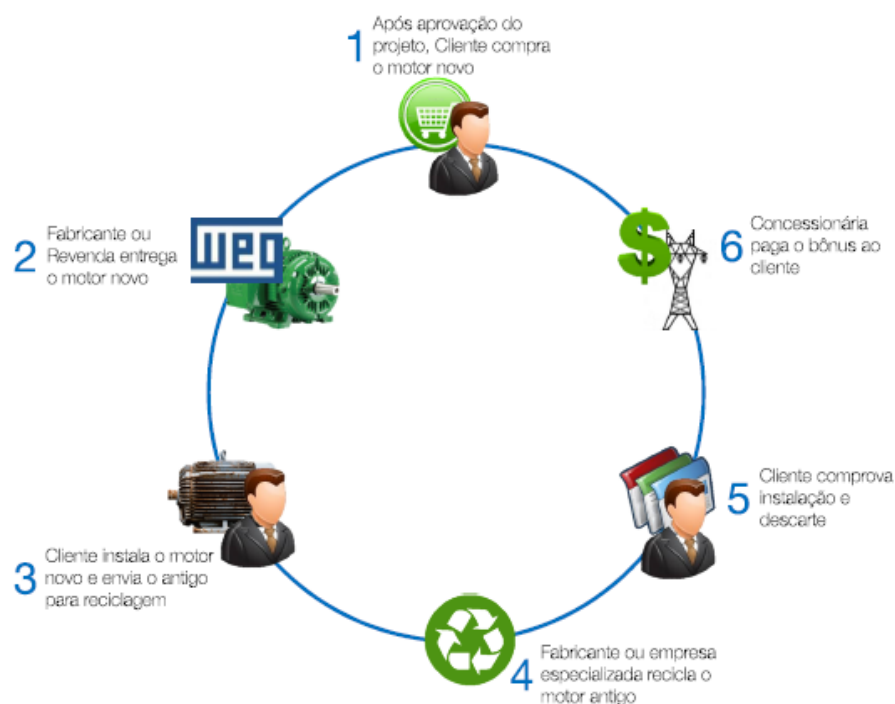 1
Após aprovação do
projeto, Cliente compra
o motor novo
2
Fabricante ou
Revenda entrega
o motor novo
WEG
3
Cliente instala o motor
novo e envia o antigo
para reciclagem
4
Fabricante ou empresa
especializada recicla o
motor antigo
5
Cliente comprova
instalação e
descarte
6
Concessionária
paga o bônus ao
cliente
$